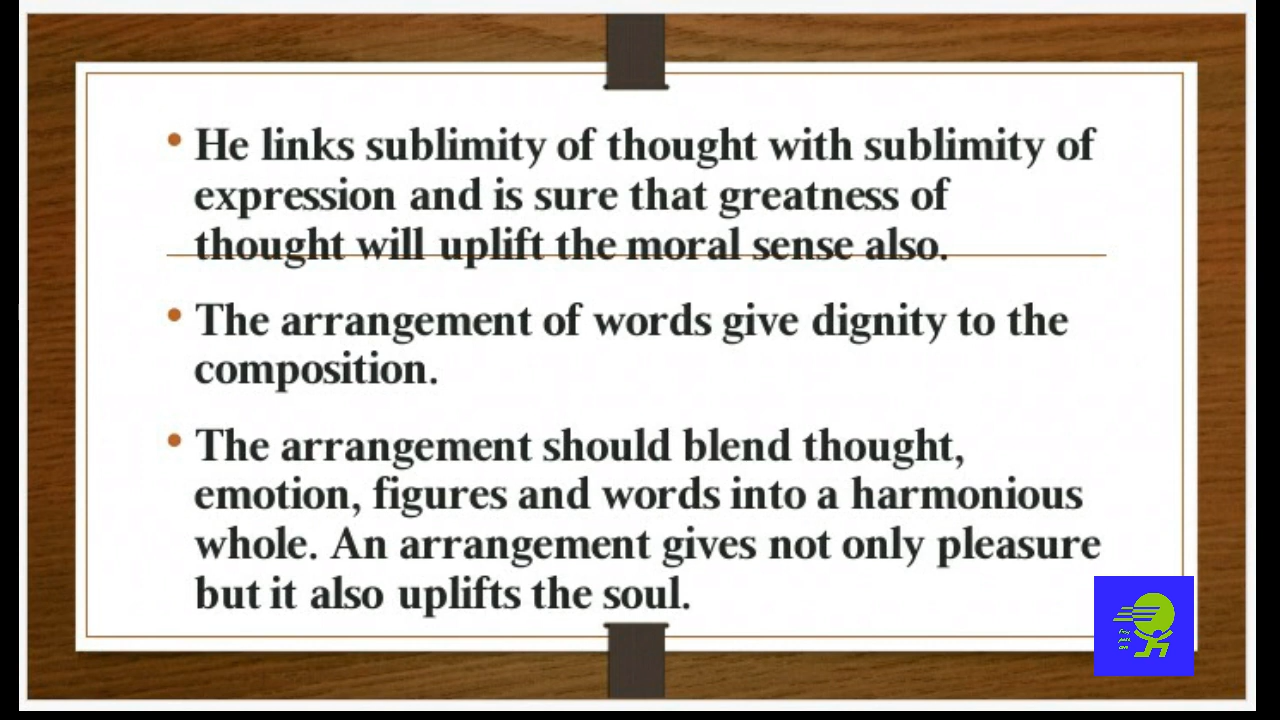 • He links sublimity of thought with sublimity of
expression and is sure that greatness of
thought will uplift the moral sense also.
• The arrangement of words give dignity to the
composition.
• The arrangement should blend thought,
emotion, figures and words into a harmonious
whole. An arrangement gives not only pleasure
but it also uplifts the soul.